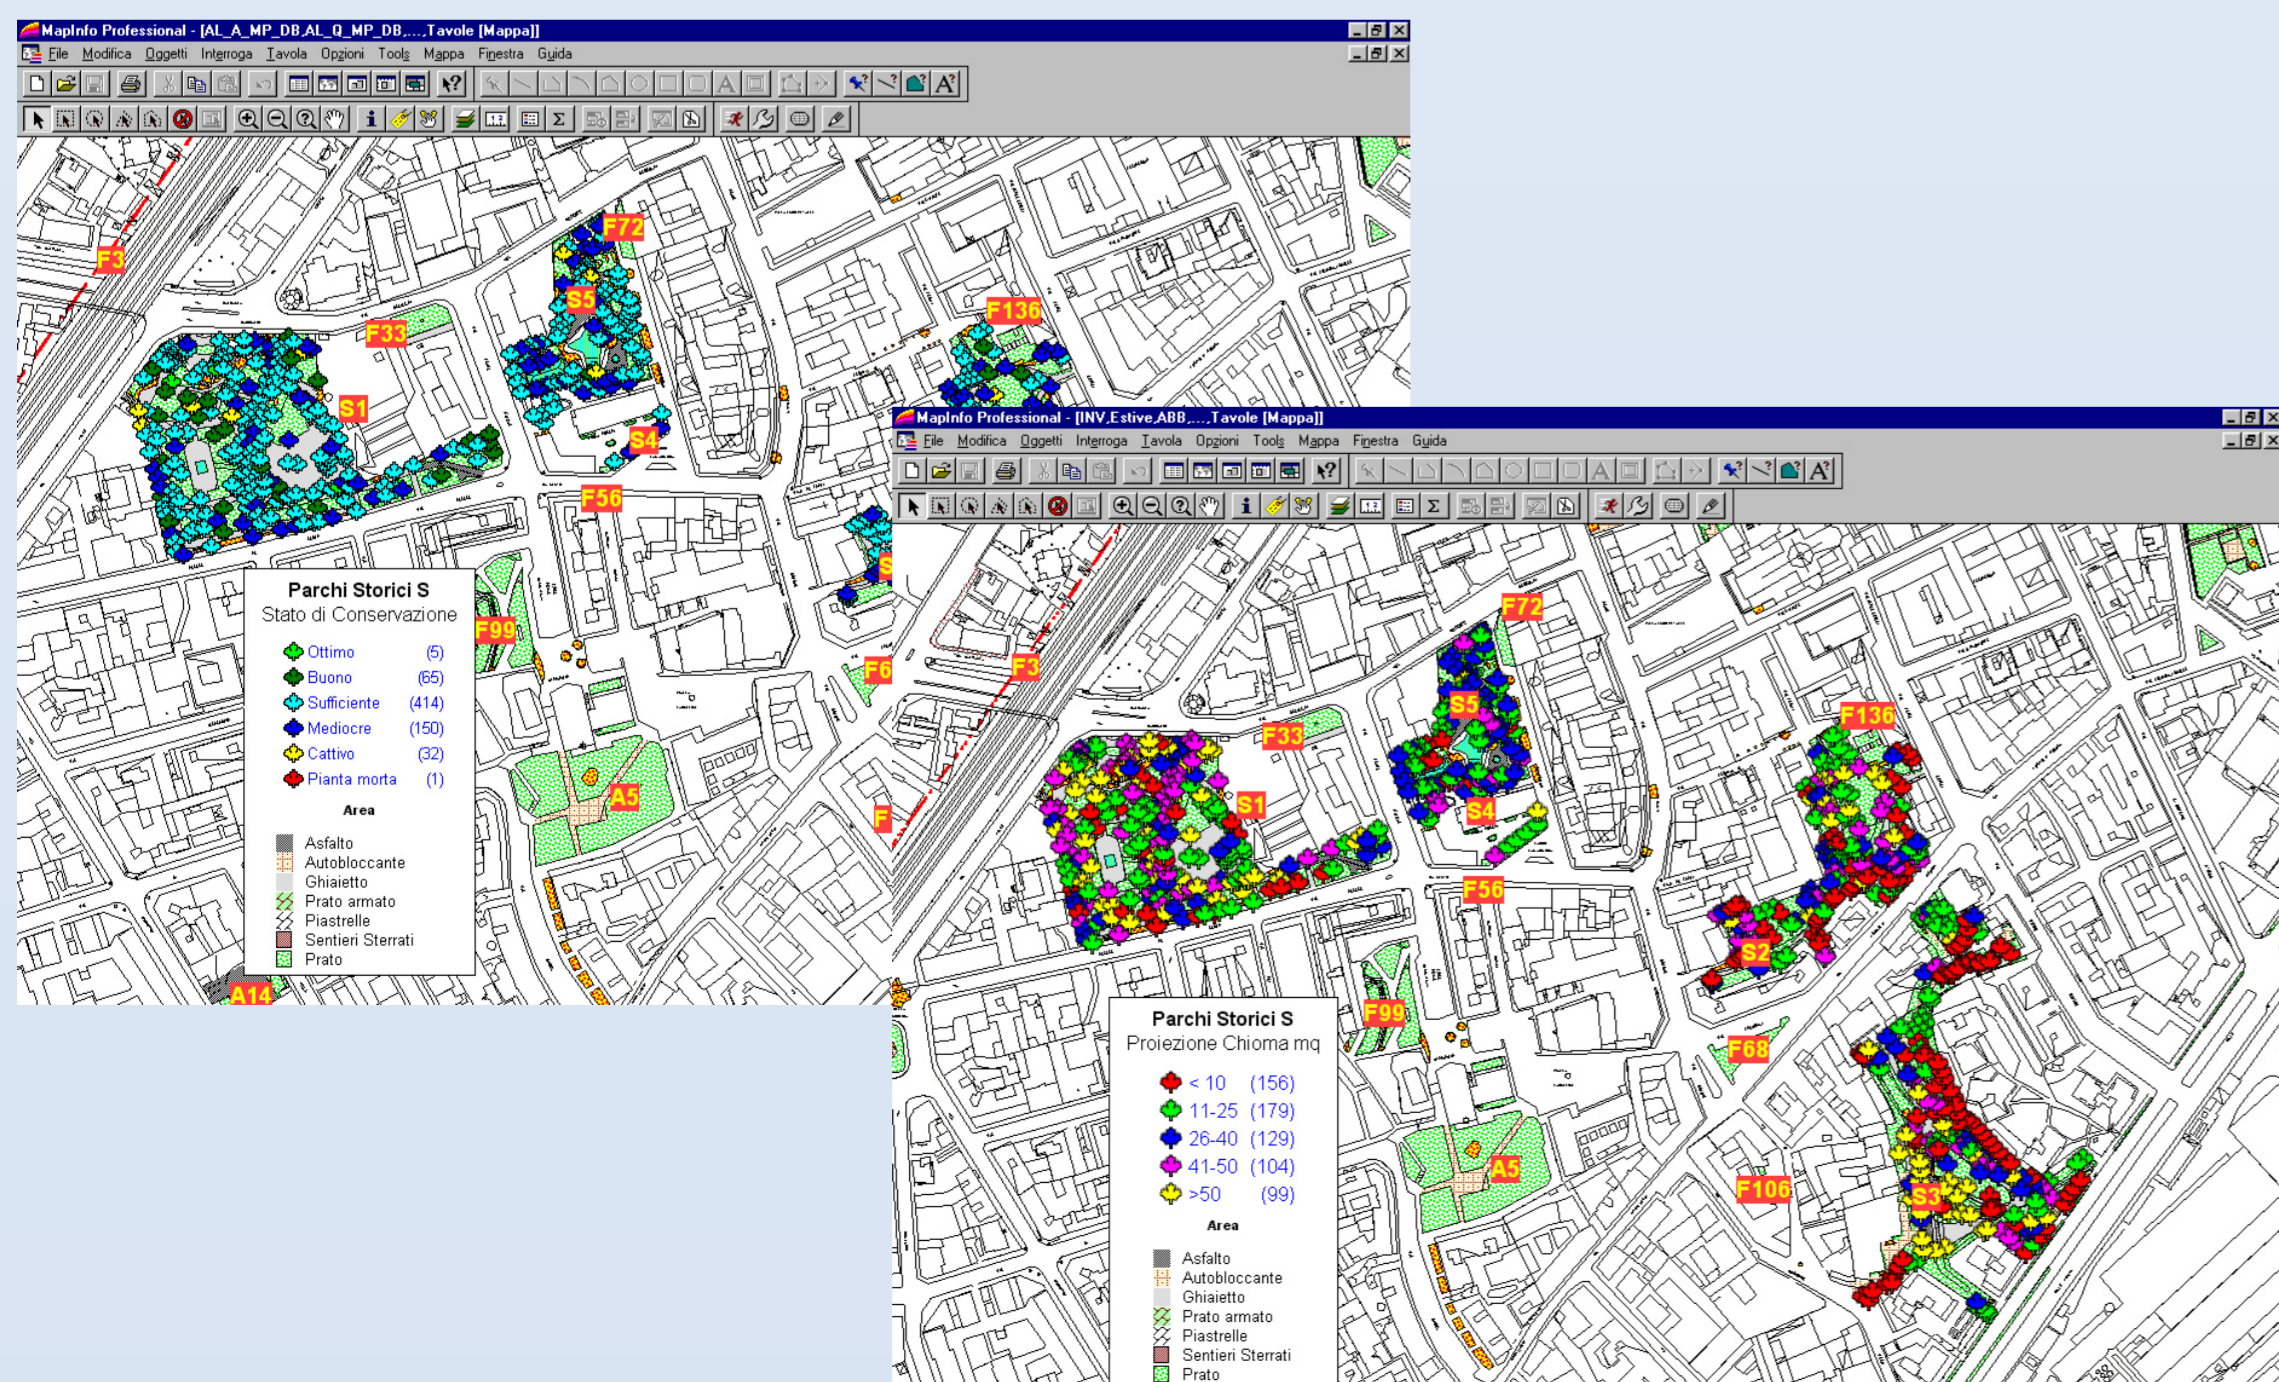 MapInfo Professional - [AL_A_MP_DB,AL_Q_MP_DB,...,Tavole [Mappa]]
File Modifica Oggetti Interroga Tavola Opzioni Tools Mappa Finestra Guida
F72
F3
S5
F136
F33
S1
S4
F56
S
F99
F6
A5
F
A14
Parchi Storici S
Stato di Conservazione
Ottimo (5)
Buono (65)
Sufficiente (414)
Mediocre (150)
Cattivo (32)
Pianta morta (1)
Area
Asfalto
Autobloccante
Ghiaietto
Prato armato
Piastrelle
Sentieri Sterrati
Prato
MapInfo Professional - [INV,Estive,ABB,...,Tavole [Mappa]]
File Modifica Oggetti Interroga Tavola Opzioni Tools Mappa Finestra Guida
F72
F3
S5
F136
F33
S1
S4
F56
S2
F99
F68
A5
F106
S3
Parchi Storici S
Proiezione Chioma mq
< 10 (156)
11-25 (179)
26-40 (129)
41-50 (104)
>50 (99)
Area
Asfalto
Autobloccante
Ghiaietto
Prato armato
Piastrelle
Sentieri Sterrati
Prato